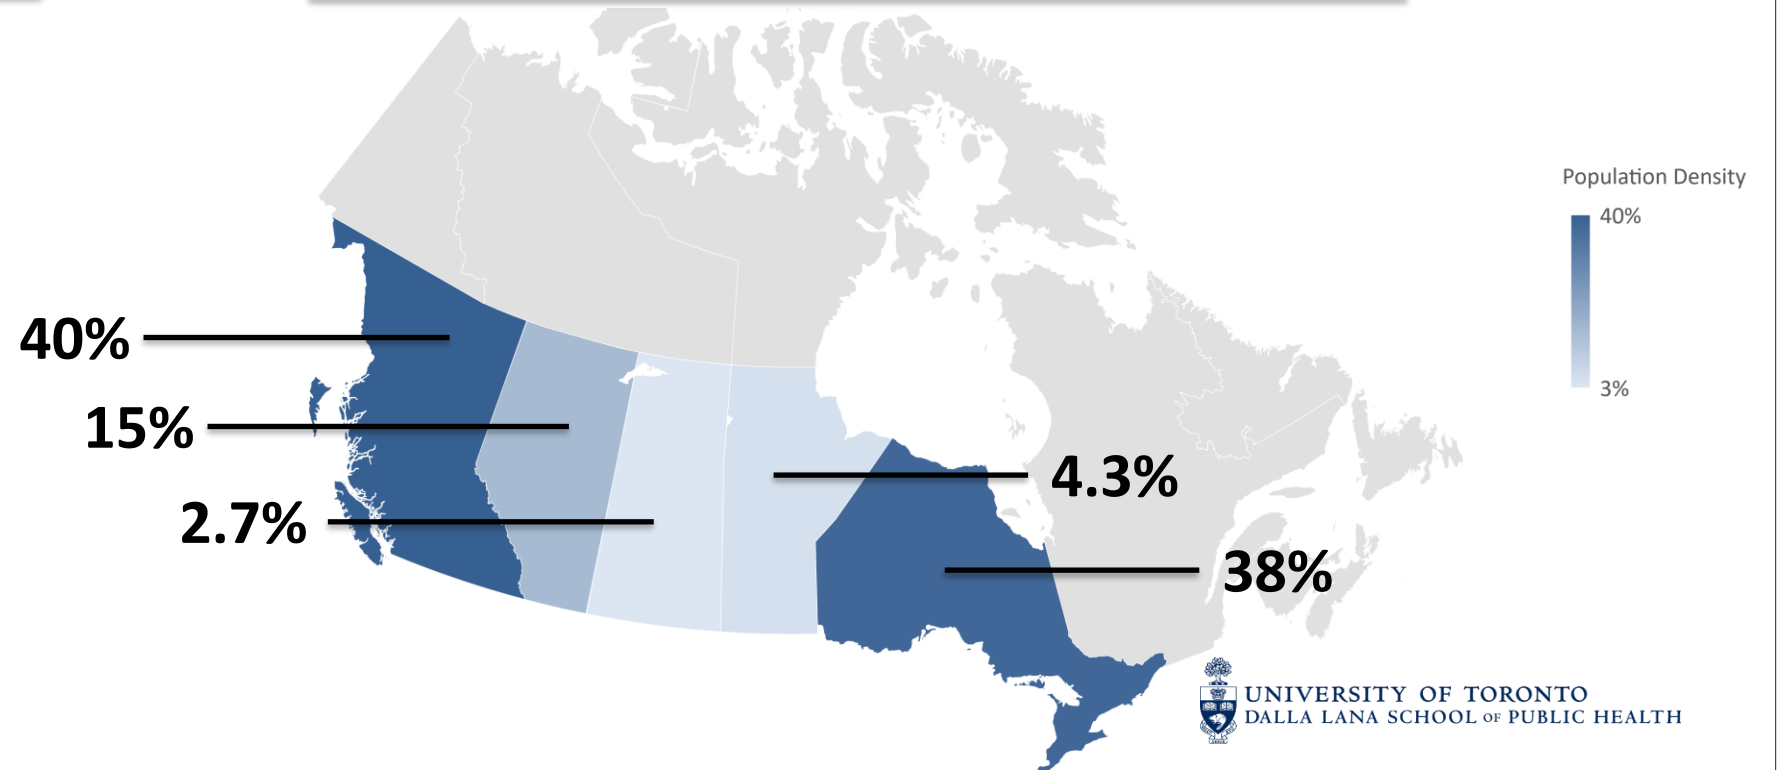 Population Density
40%
3%
40%
15%
2.7%
4.3%
38%
UNIVERSITY OF TORONTO
DALLA LANA SCHOOL OF PUBLIC HEALTH